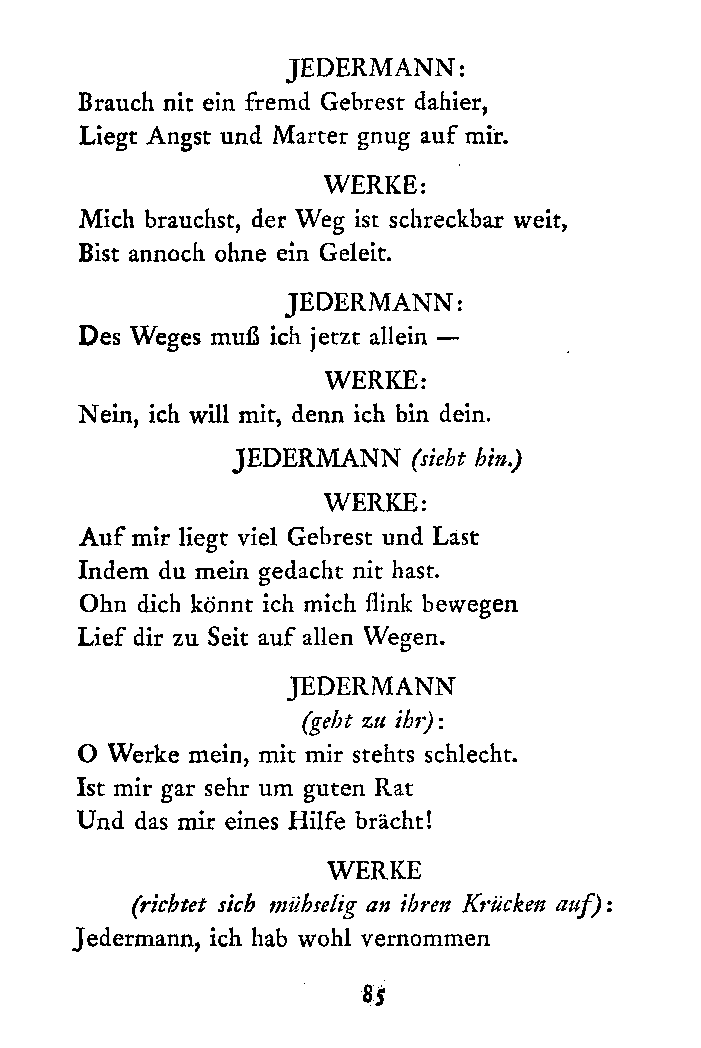 JEDERMANN:
Brauch nit ein fremd Gebrest dahier,
Liegt Angst und Marter gnug auf mir.
WERKE:
Mich brauchst, der Weg ist schreckbar weit,
Bist annoch ohne ein Geleit.
JEDERMANN:
Des Weges muß ich jetzt allein —
WERKE:
Nein, ich will mit, denn ich bin dein.
JEDERMANN (sieht hin.)
WERKE:
Auf mir liegt viel Gebrest und Last
Indem du mein gedacht nit hast.
Ohn dich könnt ich mich flink bewegen
Lief dir zu Seit auf allen Wegen.
JEDERMANN
(geht zu ihr):
O Werke mein, mit mir stehts schlecht.
Ist mir gar sehr um guten Rat
Und das mir eines Hilfe brächt!
WERKE
(richtet sich mühselig an ihren Krücken auf):
Jedermann, ich hab wohl vernommen
85